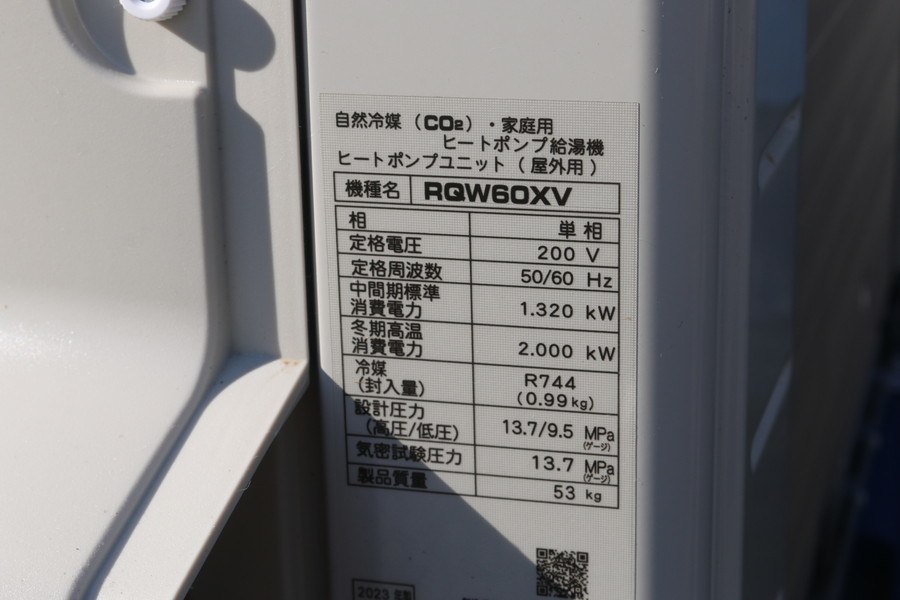 自然冷媒（CO₂）・家庭用
ヒートポンプ給湯機
ヒートポンプユニット（屋外用）
機種名 RQW60XV
相 単相
定格電圧 200 V
定格周波数 50/60 Hz
中間期標準
消費電力 1.320 kW
冬期高温
消費電力 2.000 kW
冷媒 R744
（封入量） （0.99kg）
設計圧力
（高圧/低圧） 13.7/9.5 MPa
(ゲージ)
気密試験圧力 13.7 MPa
(ゲージ)
製品質量 53 kg
2023